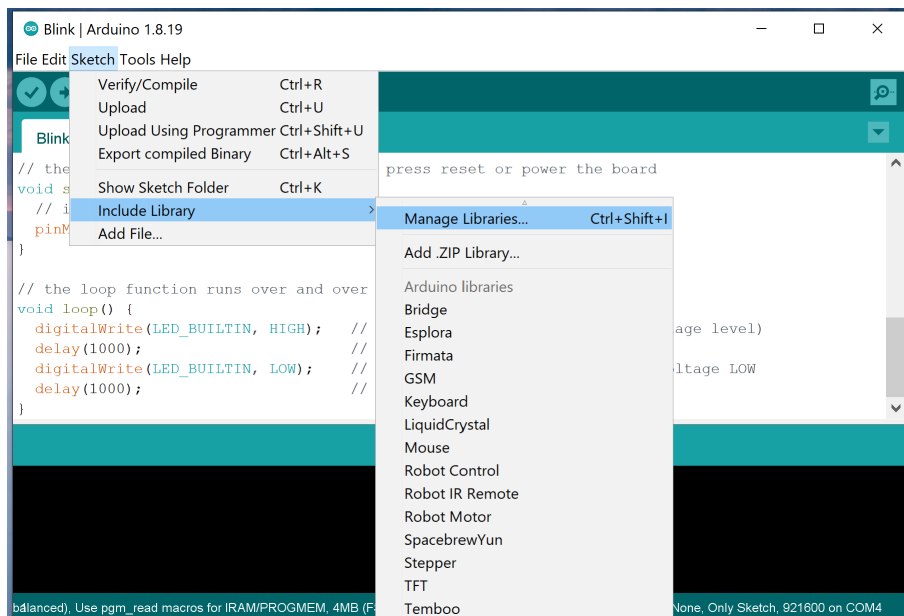 Blink | Arduino 1.8.19
File Edit Sketch Tools Help
Verify/Compile Ctrl+R
Upload Ctrl+U
Upload Using Programmer Ctrl+Shift+U
Export compiled Binary Ctrl+Alt+S
Show Sketch Folder Ctrl+K
Include Library
Add File...
Blink
// the press reset or power the board
void s
// i
pinM
}
// the loop function runs over and over
void loop() {
digitalWrite(LED_BUILTIN, HIGH); // age level)
delay(1000); //
digitalWrite(LED_BUILTIN, LOW); // ltage LOW
delay(1000); //
}
Manage Libraries... Ctrl+Shift+I
Add .ZIP Library...
Arduino libraries
Bridge
Esplora
Firmata
GSM
Keyboard
LiquidCrystal
Mouse
Robot Control
Robot IR Remote
Robot Motor
SpacebrewYun
Stepper
TFT
Temboo
lanced), Use pgm_read macros for IRAM/PROGMEM, 4MB (F None, Only Sketch, 921600 on COM4